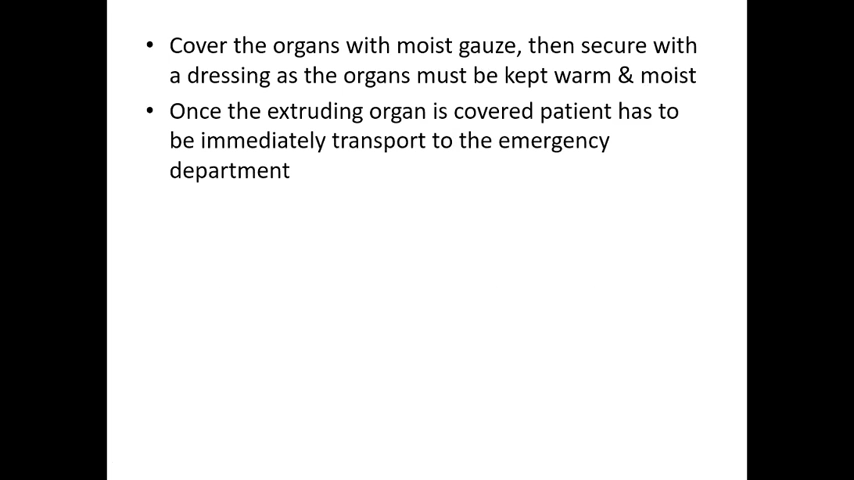 • Cover the organs with moist gauze, then secure with
a dressing as the organs must be kept warm & moist
• Once the extruding organ is covered patient has to
be immediately transport to the emergency
department